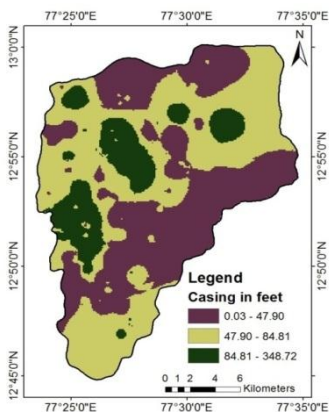 77°25'0"E 77°30'0"E 77°35'0"E
N
13°0'0"N
12°55'0"N
12°50'0"N
12°45'0"N
Legend
Casing in feet
0.03 - 47.90
47.90 - 84.81
84.81 - 348.72
0 1 2 4 6
Kilometers
77°25'0"E 77°30'0"E 77°35'0"E